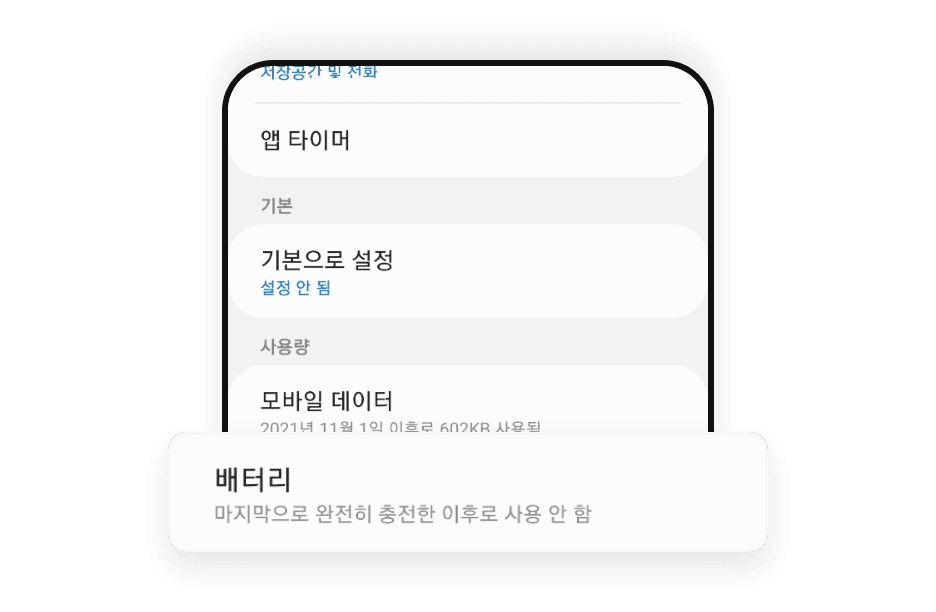 저장공간 및 전화
앱 타이머
기본
기본으로 설정
설정 안 됨
사용량
모바일 데이터
2021년 11월 1일 이후로 602KB 사용됨
배터리
마지막으로 완전히 충전한 이후로 사용 안 함